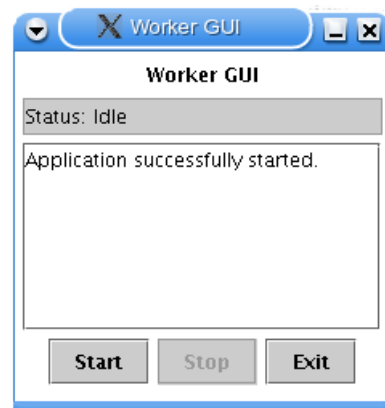 Worker GUI
Worker GUI
Status: Idle
Application successfully started.
Start Stop Exit